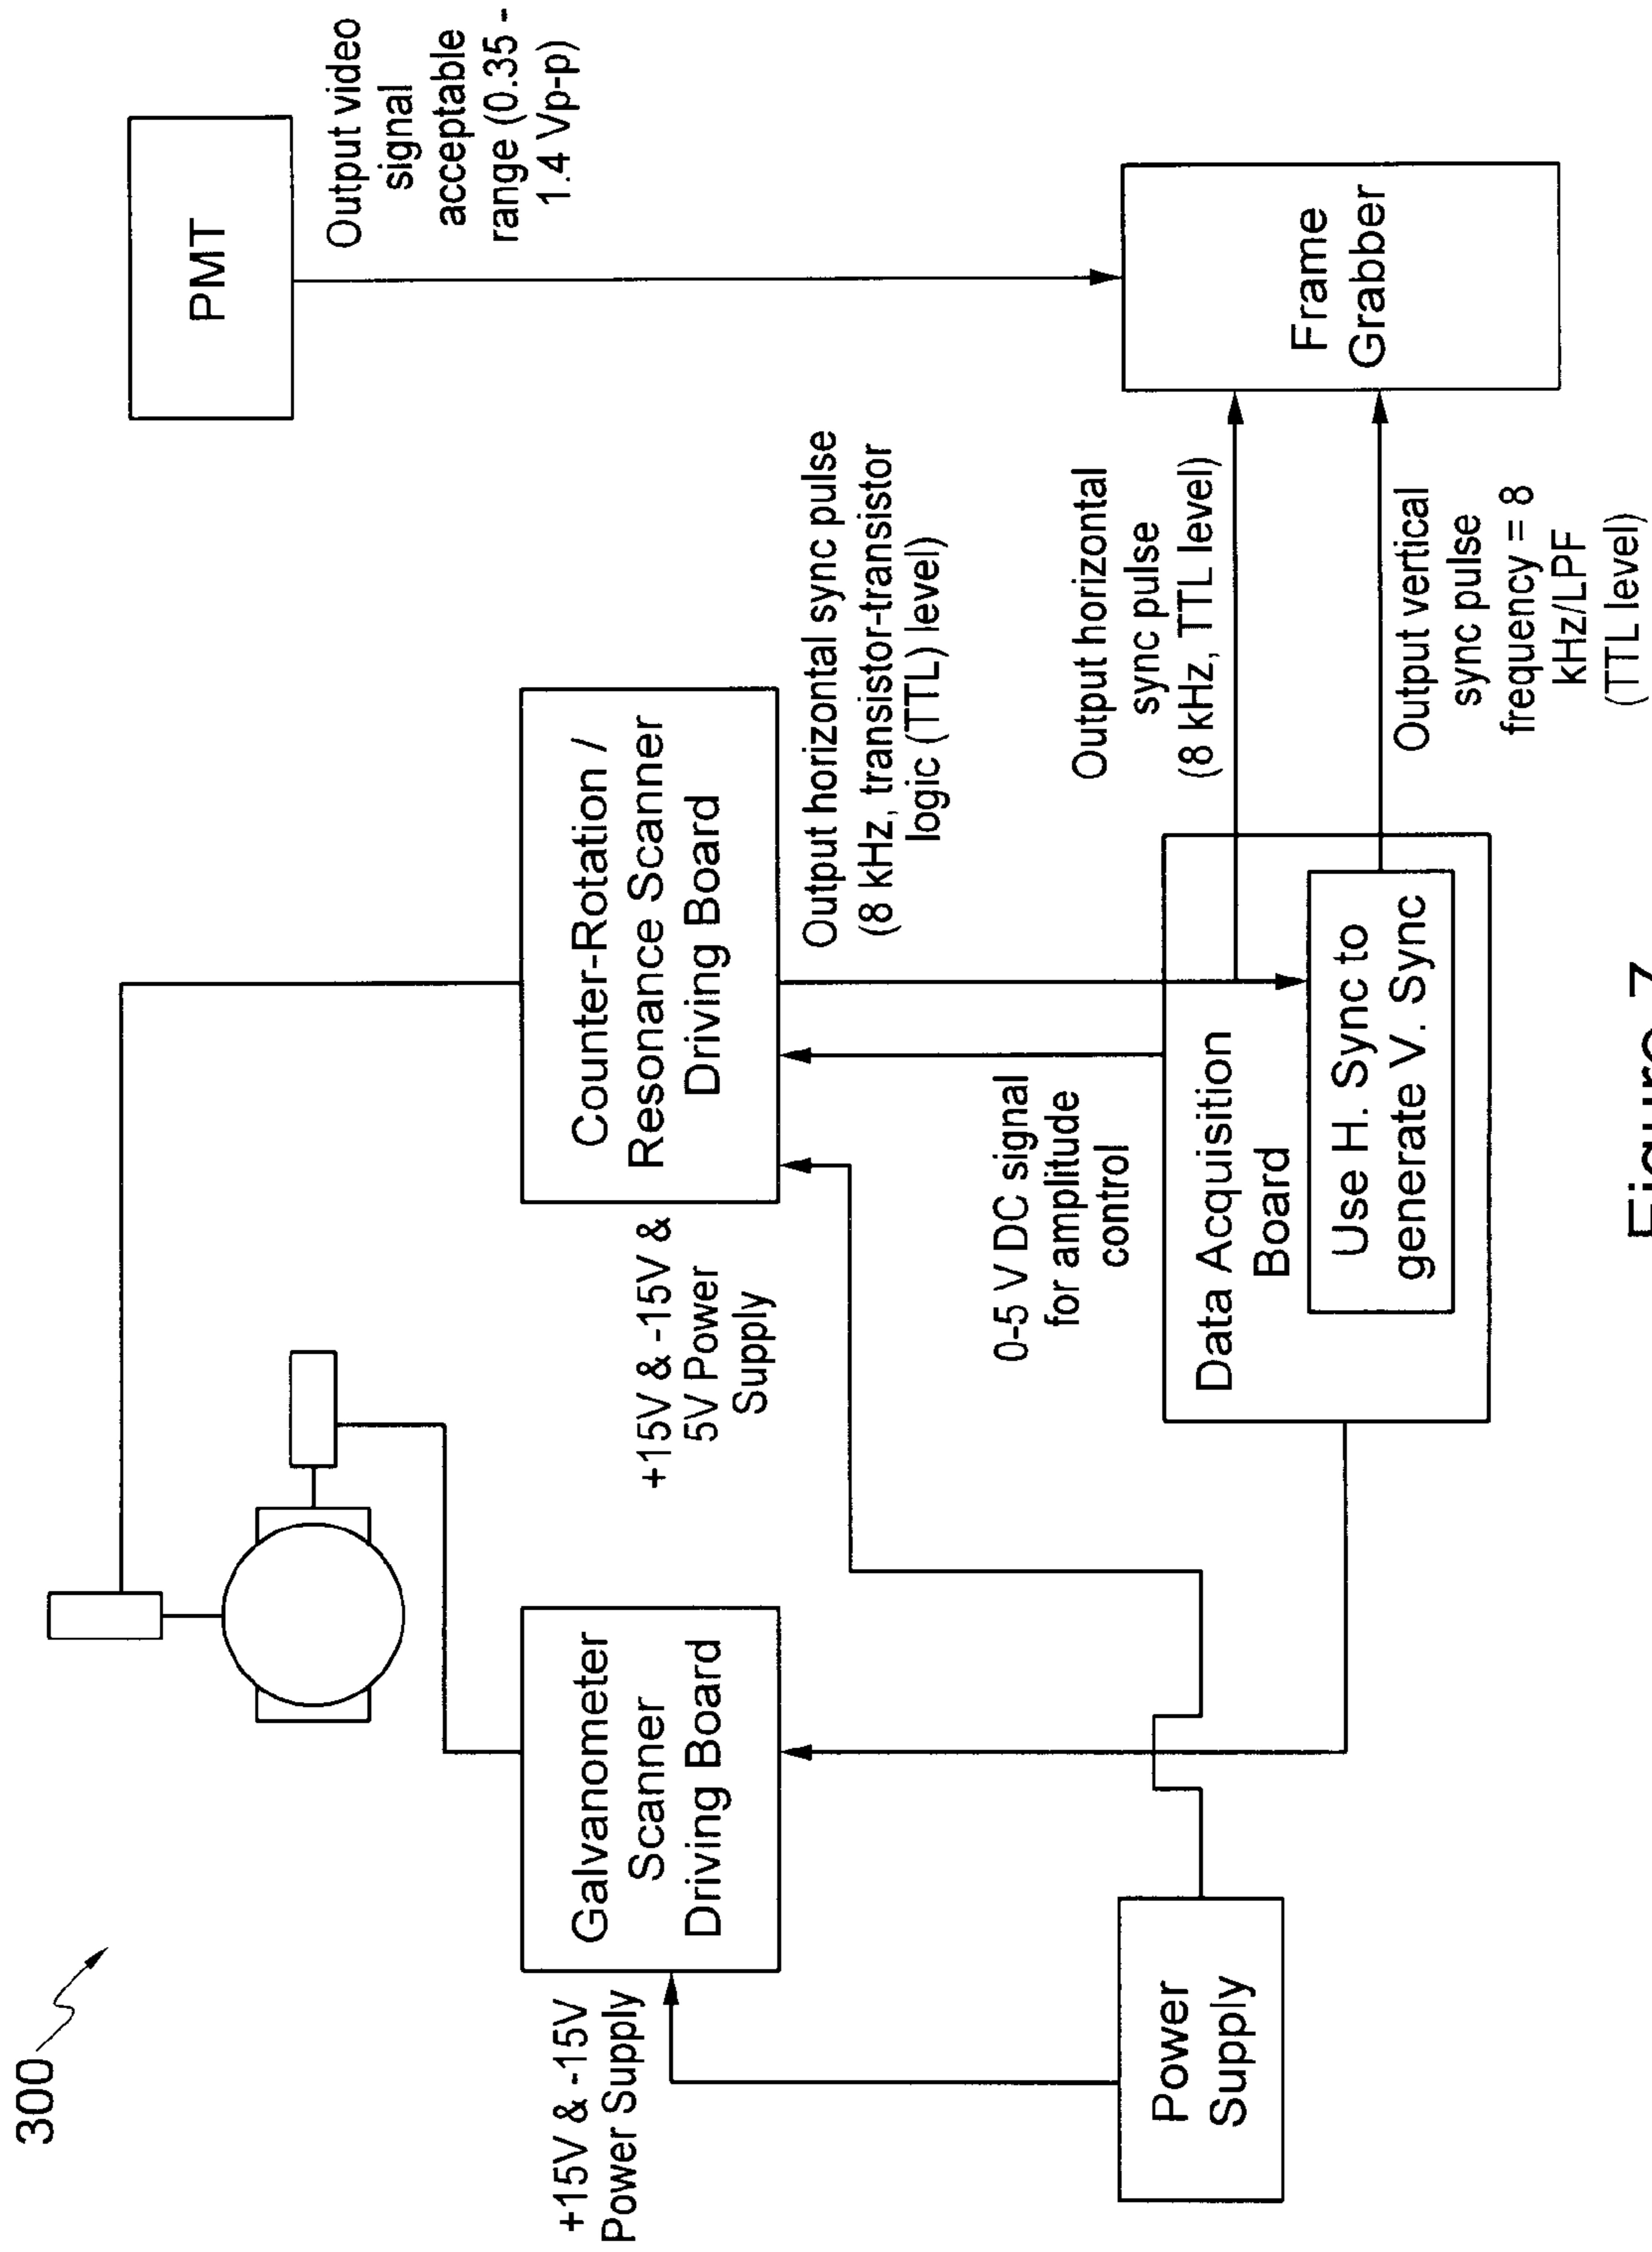 300
PMT
Output video
signal
acceptable
range (0.35 -
1.4 Vp-p)
Counter-Rotation /
Resonance Scanner
Driving Board
Galvanometer
Scanner
Driving Board
+15V & -15V
Power Supply
+15V & -15V &
5V Power
Supply
Output horizontal sync pulse
(8 kHz, transistor-transistor
logic (TTL) level)
0-5 V DC signal
for amplitude
control
Output horizontal
sync pulse
(8 kHz, TTL level)
Power
Supply
Data Acquisition
Board
Use H. Sync to
generate V. Sync
Frame
Grabber
Output vertical
sync pulse
frequency = 8
kHz/LPF
(TTL level)
Figure 7